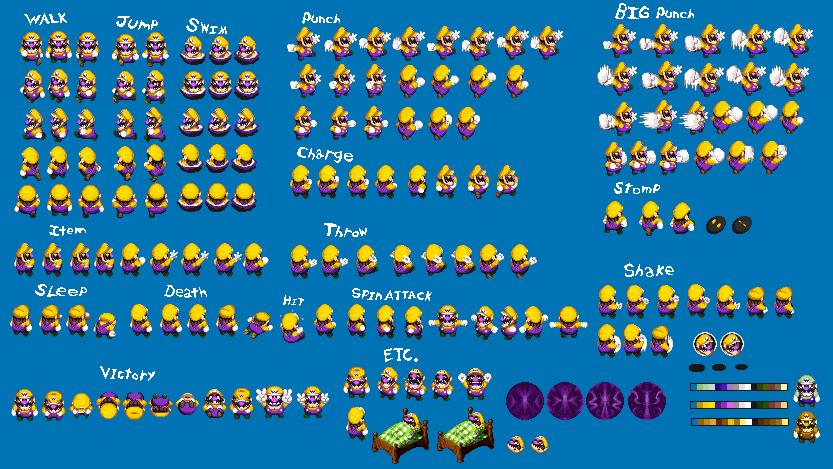 WALK
Jump
SWIM
Punch
BIG Punch
Charge
Stomp
Item
Throw
Shake
SLeep
Death
HIT
SPIN ATTACK
ETC.
Victory